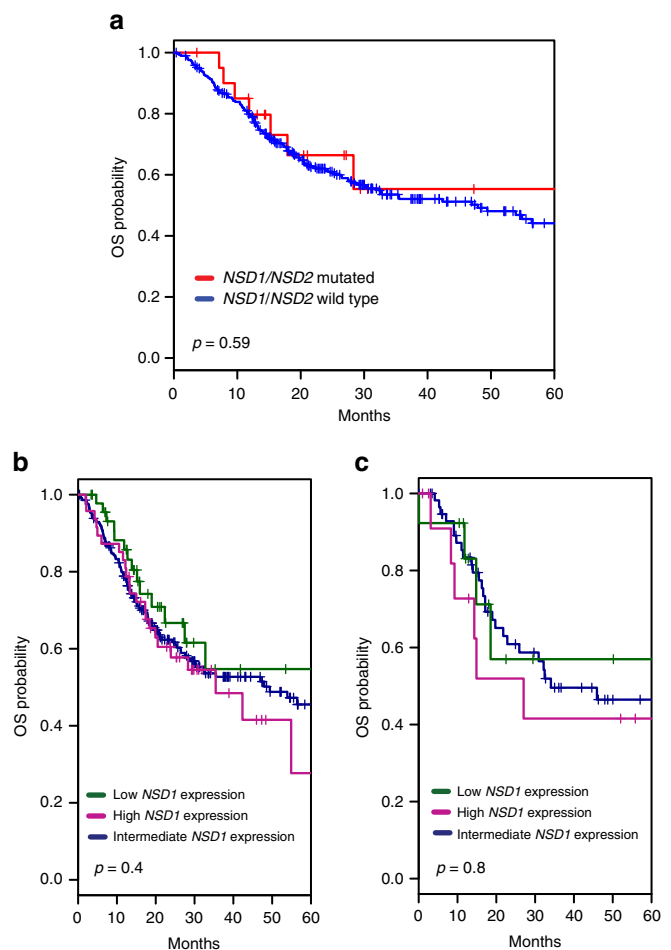 a
1.0
0.8
0.6
0.4
0.2
0.0
OS probability
NSD1/NSD2 mutated
NSD1/NSD2 wild type
p = 0.59
0 10 20 30 40 50 60
Months
b
1.0
0.8
0.6
0.4
0.2
0.0
OS probability
Low NSD1 expression
High NSD1 expression
Intermediate NSD1 expression
p = 0.4
0 10 20 30 40 50 60
Months
c
1.0
0.8
0.6
0.4
0.2
0.0
OS probability
Low NSD1 expression
High NSD1 expression
Intermediate NSD1 expression
p = 0.8
0 10 20 30 40 50 60
Months